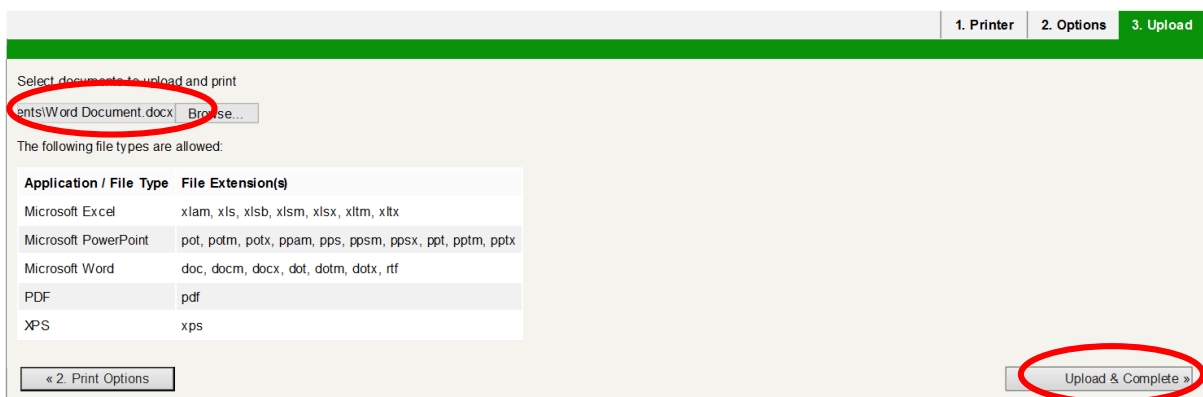 1. Printer 2. Options 3. Upload
Select documents to upload and print
ents\Word Document.docx Browse...
The following file types are allowed:
Application / File Type File Extension(s)
Microsoft Excel xlam, xls, xlsb, xlsm, xlsx, xltm, xltx
Microsoft PowerPoint pot, potm, potx, ppam, pps, ppsm, ppsx, ppt, pptm, pptx
Microsoft Word doc, docm, docx, dot, dotm, dotx, rtf
PDF pdf
XPS xps
« 2. Print Options Upload & Complete »